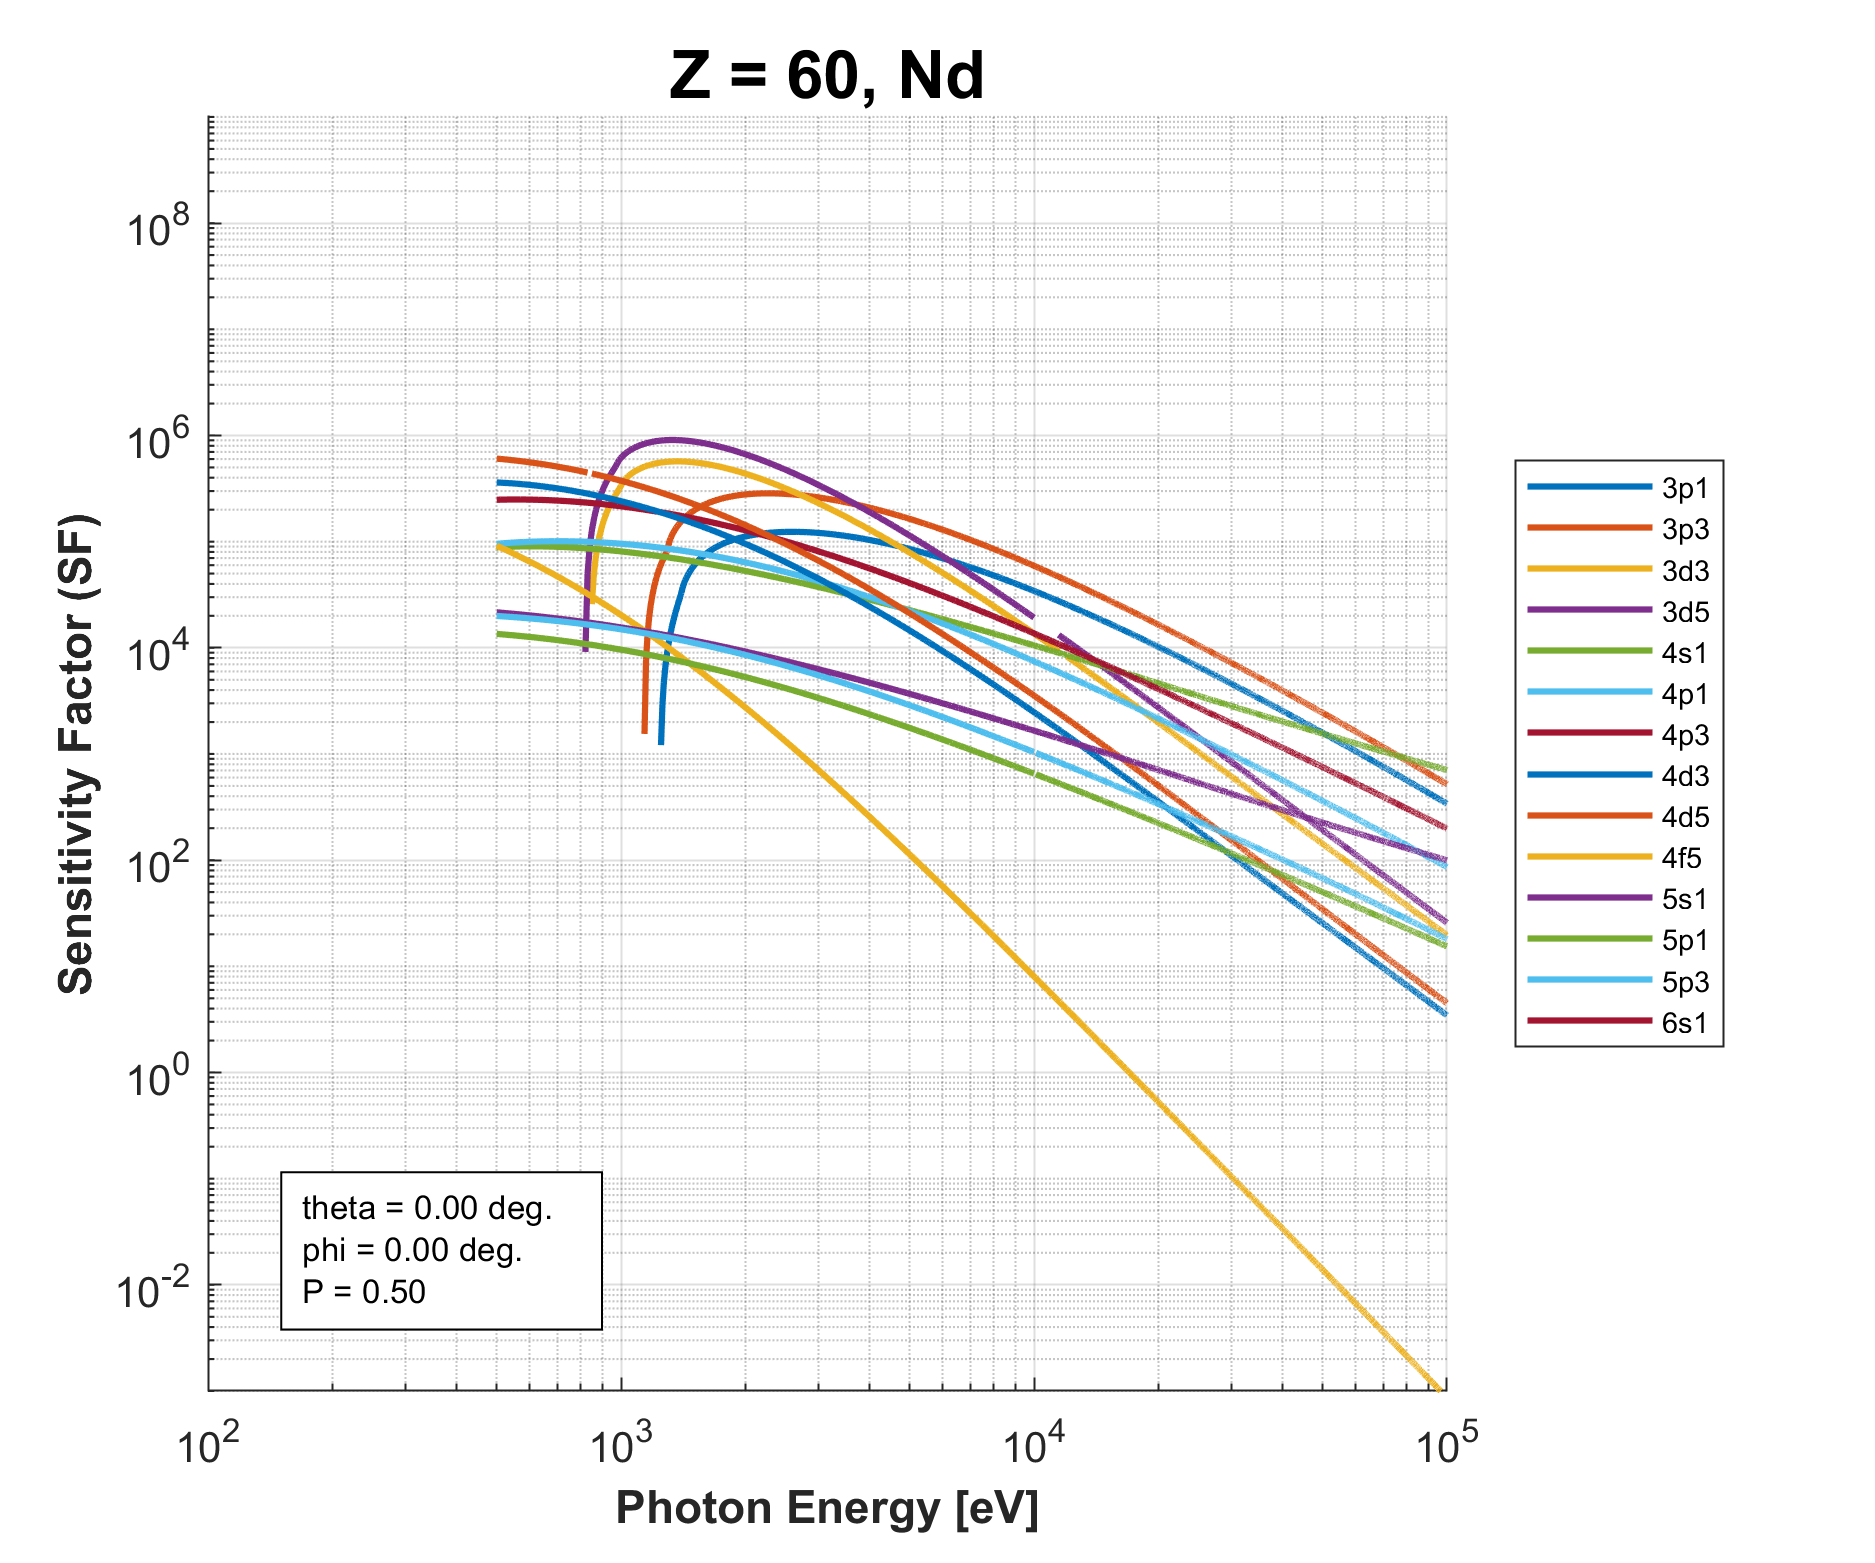 Z = 60, Nd
Sensitivity Factor (SF)
10^8
10^6
10^4
10^2
10^0
10^-2
10^2 10^3 10^4 10^5
Photon Energy [eV]
theta = 0.00 deg.
phi = 0.00 deg.
P = 0.50
3p1
3p3
3d3
3d5
4s1
4p1
4p3
4d3
4d5
4f5
5s1
5p1
5p3
6s1